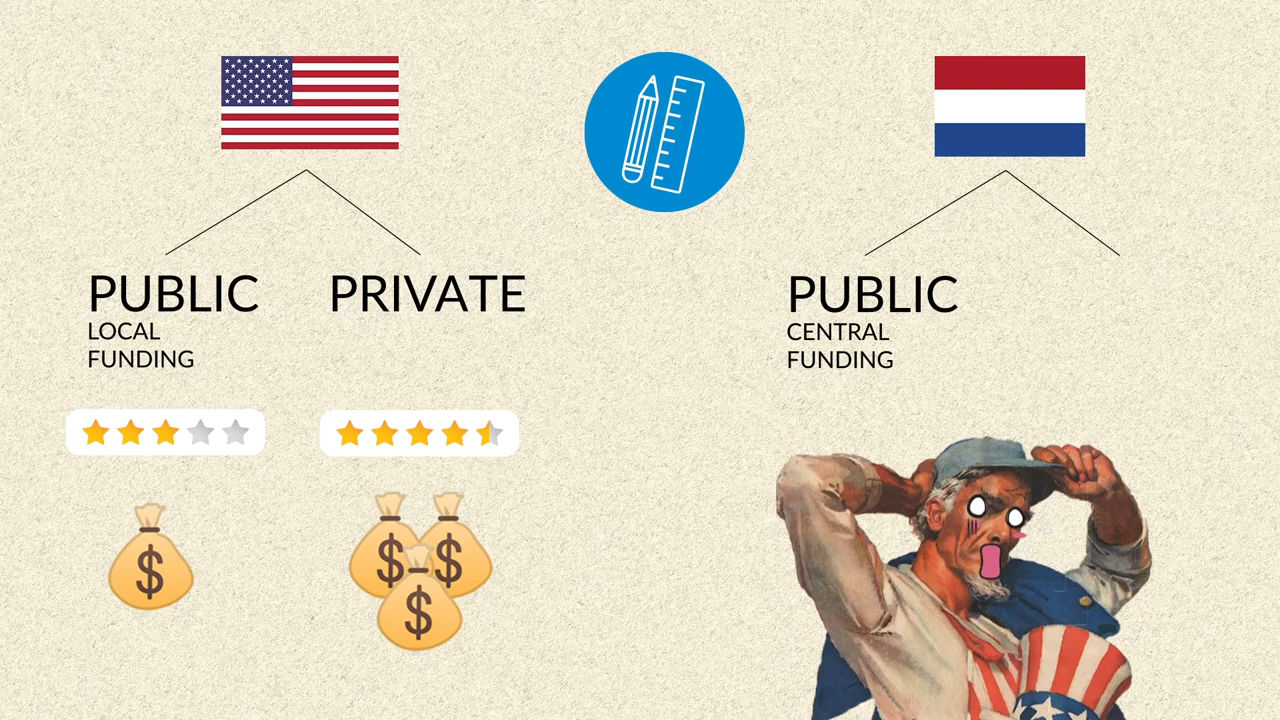 PUBLIC
LOCAL
FUNDING
PRIVATE
$
$
$
$
PUBLIC
CENTRAL
FUNDING